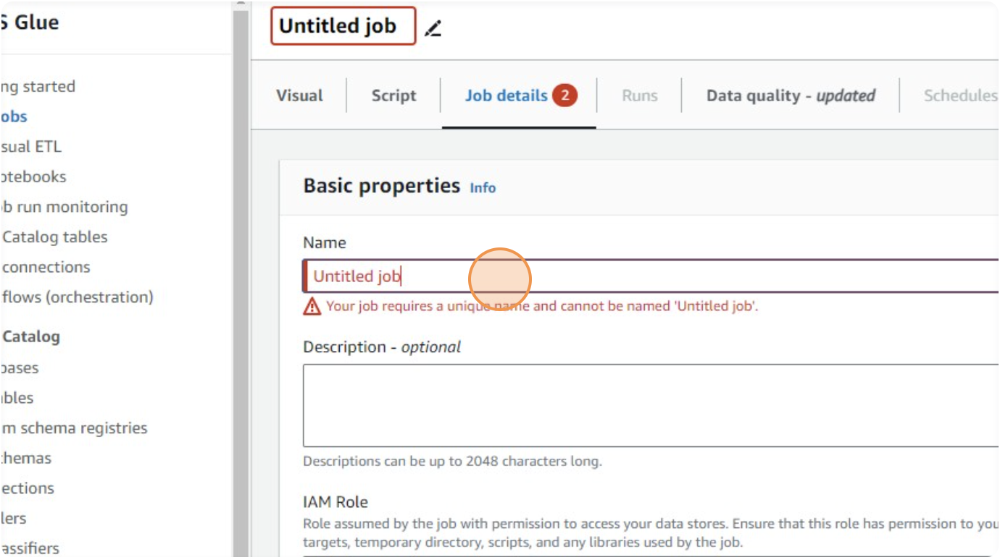 S Glue
ng started
obs
sual ETL
otebooks
b run monitoring
Catalog tables
connections
flows (orchestration)
Catalog
bases
ables
m schema registries
chemas
ections
lers
assifiers
Untitled job
Visual
Script
Job details 2
Runs
Data quality - updated
Schedules
Basic properties Info
Name
Untitled job
Your job requires a unique name and cannot be named 'Untitled job'.
Description - optional
Descriptions can be up to 2048 characters long.
IAM Role
Role assumed by the job with permission to access your data stores. Ensure that this role has permission to you
targets, temporary directory, scripts, and any libraries used by the job.